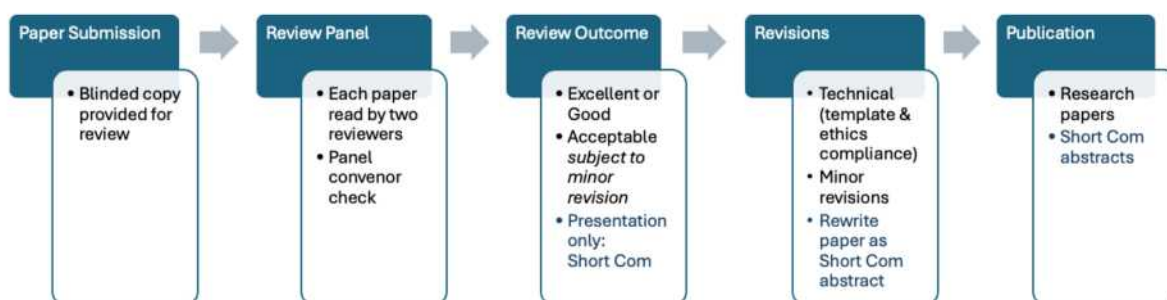 Paper Submission
• Blinded copy
provided for
review
Review Panel
• Each paper
read by two
reviewers
• Panel
convenor
check
Review Outcome
• Excellent or
Good
• Acceptable
subject to
minor
revision
• Presentation
only:
Short Com
Revisions
• Technical
(template &
ethics
compliance)
• Minor
revisions
• Rewrite
paper as
Short Com
abstract
Publication
• Research
papers
• Short Com
abstracts